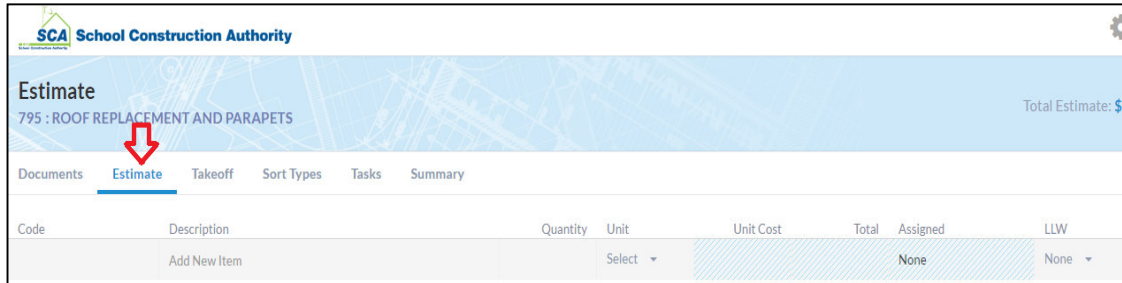 SCA School Construction Authority
Estimate
795 : ROOF REPLACEMENT AND PARAPETS
Total Estimate: $
Documents Estimate Takeoff Sort Types Tasks Summary
Code Description Quantity Unit Unit Cost Total Assigned LLW
Add New Item Select None None